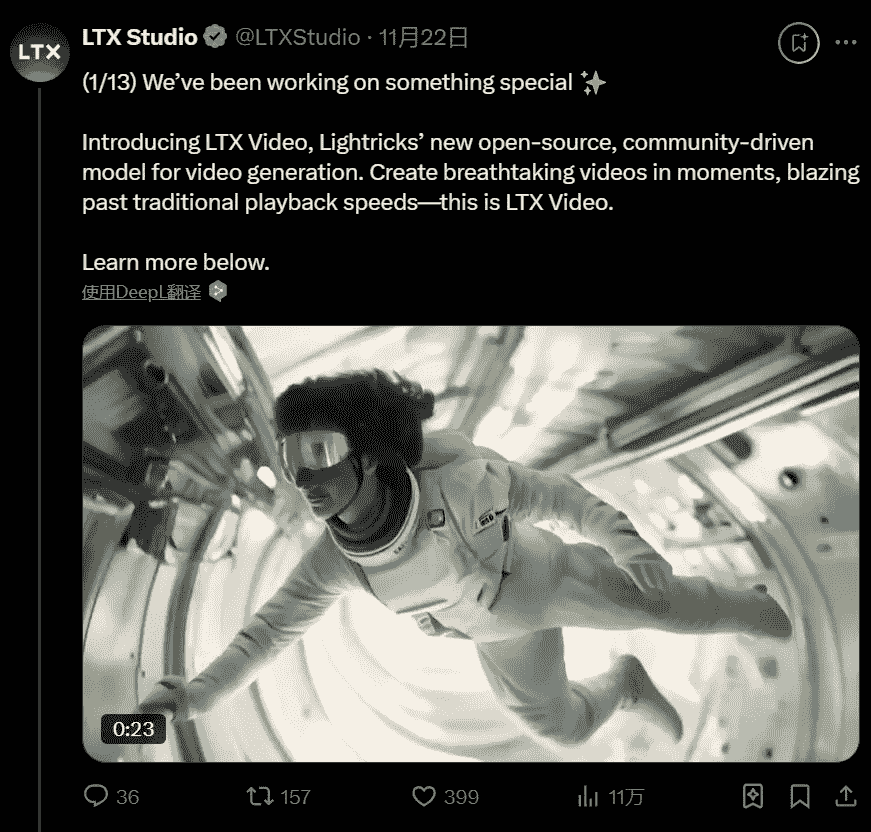 LTX
LTX Studio @LTXStudio · 11月22日
(1/13) We’ve been working on something special ✨
Introducing LTX Video, Lightricks’ new open-source, community-driven
model for video generation. Create breathtaking videos in moments, blazing
past traditional playback speeds—this is LTX Video.
Learn more below.
使用DeepL翻译
0:23
36 157 399 11万